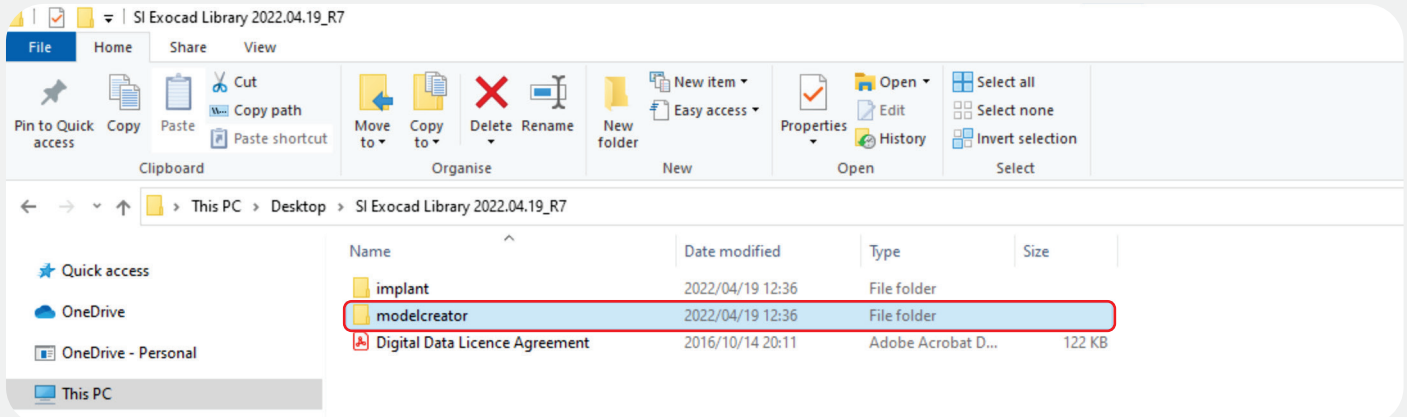 SI Exocad Library 2022.04.19_R7
File Home Share View
Pin to Quick access
Copy
Paste
Cut
Copy path
Paste shortcut
Clipboard
Move to
Copy to
Delete
Rename
Organise
New folder
New item
Easy access
New
Properties
Open
Edit
History
Open
Select all
Select none
Invert selection
Select
This PC > Desktop > SI Exocad Library 2022.04.19_R7
Quick access
OneDrive
OneDrive - Personal
This PC
Name Date modified Type Size
implant 2022/04/19 12:36 File folder
modelcreator 2022/04/19 12:36 File folder
Digital Data Licence Agreement 2016/10/14 20:11 Adobe Acrobat D... 122 KB